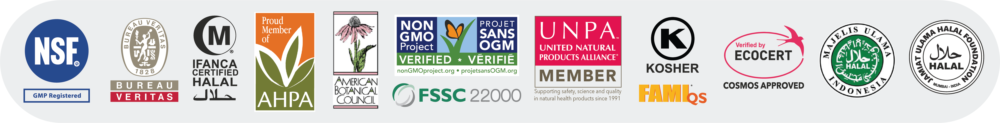 NSF®
GMP Registered
BUREAU VERITAS
1828
BUREAU
VERITAS
M®
IFANCA
CERTIFIED
HALAL
حلال
Proud
Member
of
AHPA
AMERICAN
BOTANICAL
COUNCIL
NON
GMO
Project
PROJET
SANS
OGM
VERIFIED * VÉRIFIÉ
nonGMOproject.org • projetsansOGM.org
FSSC 22000
UNPA™
UNITED NATURAL
PRODUCTS ALLIANCE®
MEMBER
Supporting safety, science and quality
in natural health products since 1991
K
KOSHER
FAMI®
QS
Verified by
ECOCERT
COSMOS APPROVED
MAJELIS ULAMA
حلال
HALAL
INDONESIA
JAMIAT ULAMA HALAL FOUNDATION
حلال
HALAL
MUMBAI - INDIA